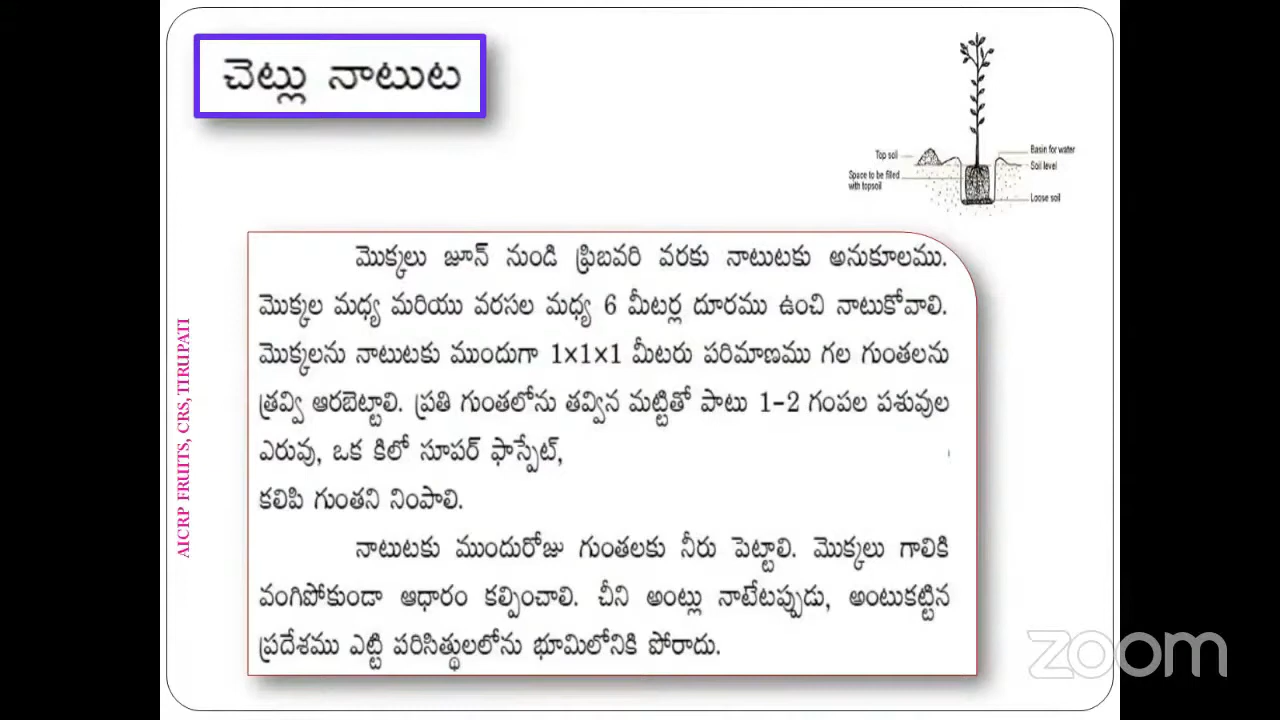 చెట్లు నాటుట
Top soil
Space to be filled
with topsoil
Basin for water
Soil level
Loose soil
మొక్కలు జూన్ నుండి ఫ్రిబవరి వరకు నాటుటకు అనుకూలము.
మొక్కల మధ్య మరియు వరసల మధ్య 6 మీటర్ల దూరము ఉంచి నాటుకోవాలి.
మొక్కలను నాటుటకు ముందుగా 1×1×1 మీటరు పరిమాణము గల గుంతలను
త్రవ్వి ఆరబెట్టాలి. ప్రతి గుంతలోను తవ్విన మట్టితో పాటు 1-2 గంపల పశువుల
ఎరువు, ఒక కిలో సూపర్ ఫాస్పేట్,
కలిపి గుంతని నింపాలి.
నాటుటకు ముందురోజు గుంతలకు నీరు పెట్టాలి. మొక్కలు గాలికి
వంగిపోకుండా ఆధారం కల్పించాలి. చీని అంట్లు నాటేటప్పుడు, అంటుకట్టిన
ప్రదేశము ఎట్టి పరిసిత్థులలోను భూమిలోనికి పోరాదు.
AICRP FRUITS, CRS, TIRUPATI
zoom